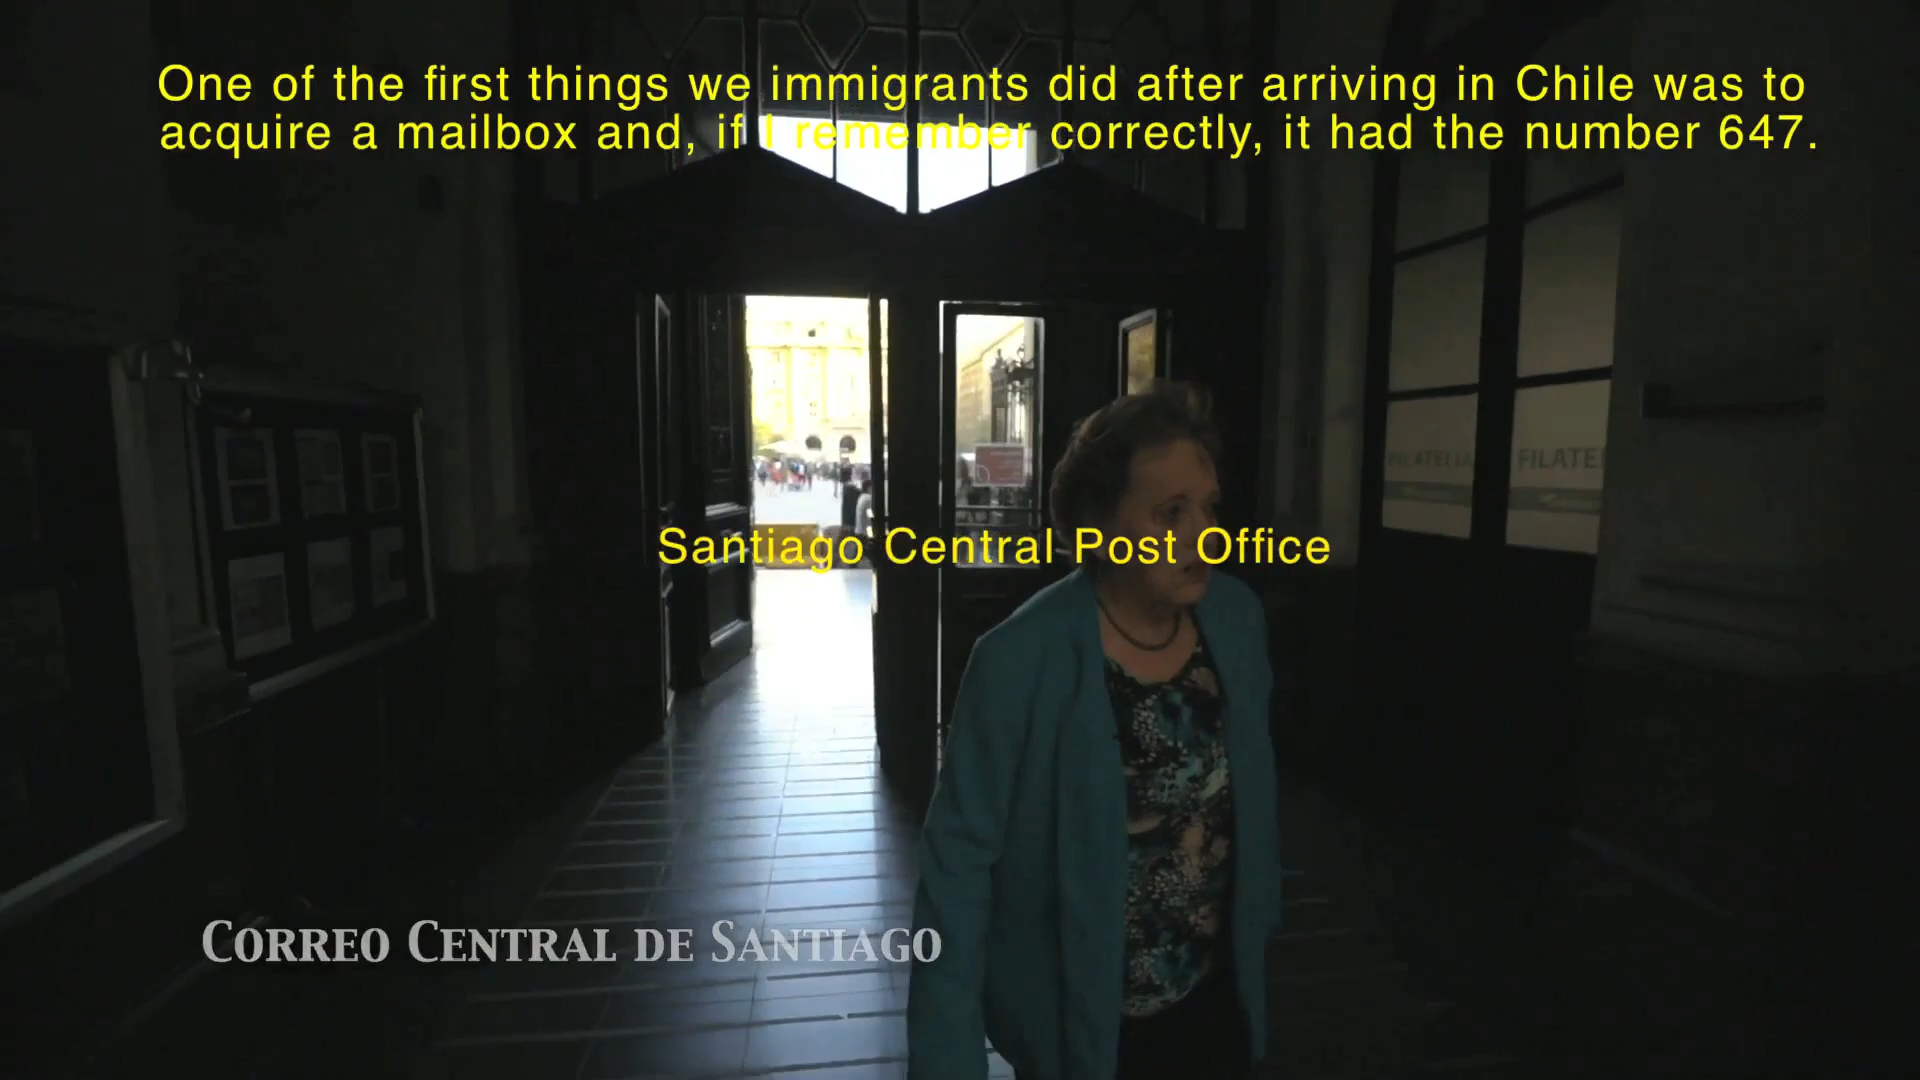 One of the first things we immigrants did after arriving in Chile was to
acquire a mailbox and, if I remember correctly, it had the number 647.
FILATELIA FILATE
Santiago Central Post Office
CORREO CENTRAL DE SANTIAGO